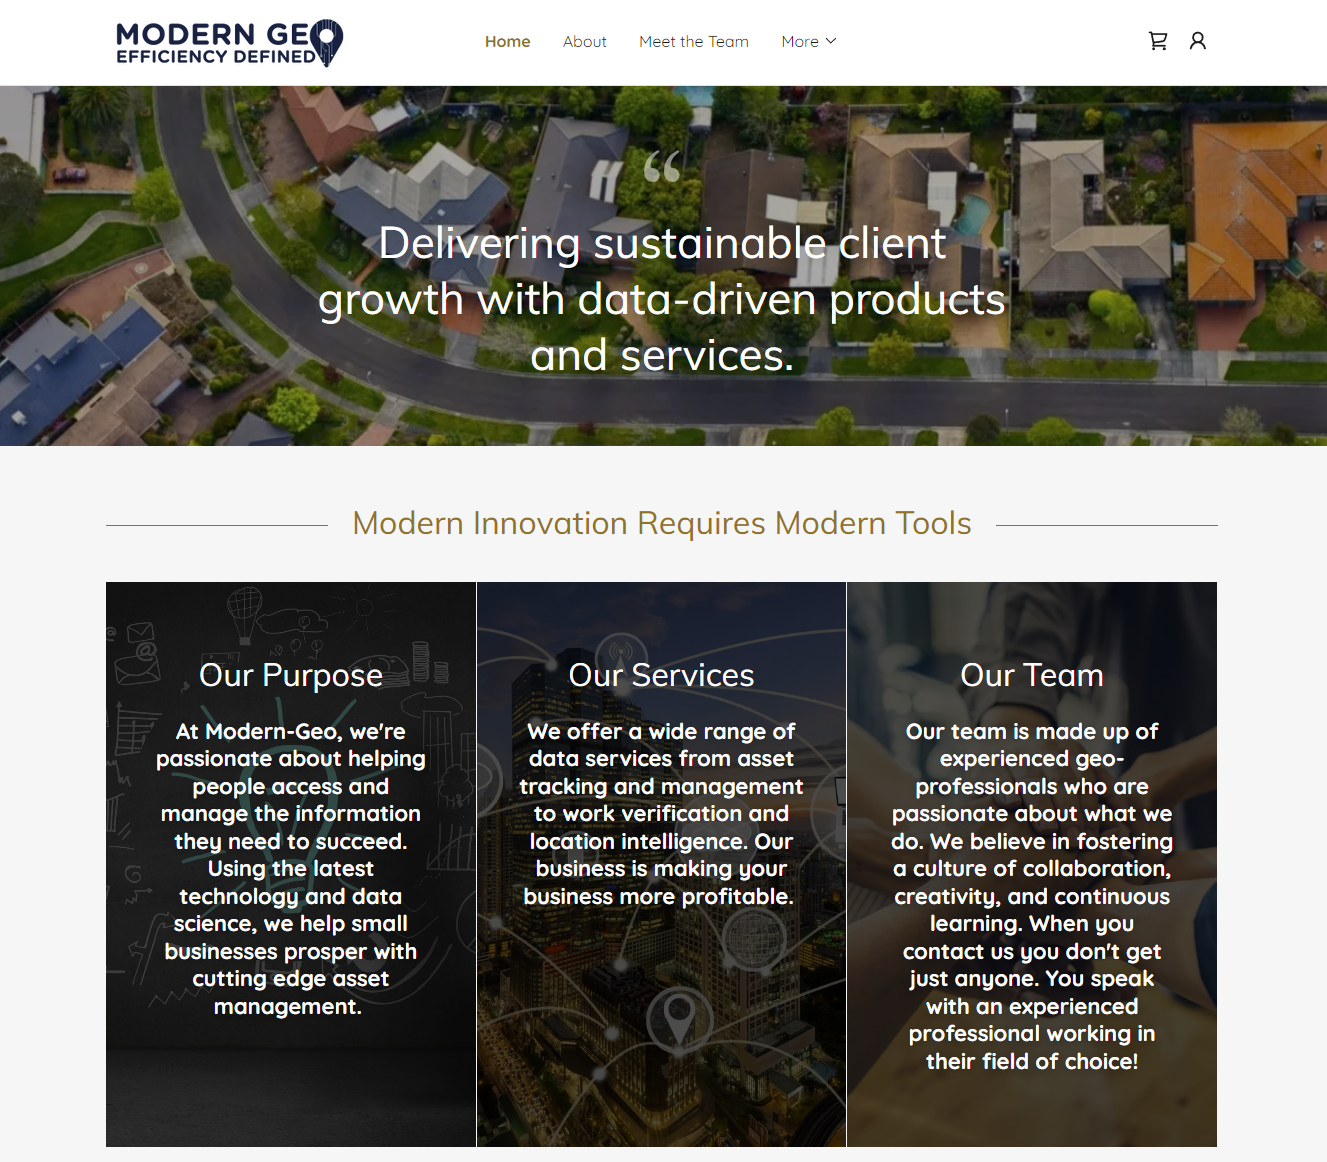 MODERN GEO
EFFICIENCY DEFINED
Home
About
Meet the Team
More
“
Delivering sustainable client
growth with data-driven products
and services.
Modern Innovation Requires Modern Tools
Our Purpose
At Modern-Geo, we're
passionate about helping
people access and
manage the information
they need to succeed.
Using the latest
technology and data
science, we help small
businesses prosper with
cutting edge asset
management.
Our Services
We offer a wide range of
data services from asset
tracking and management
to work verification and
location intelligence. Our
business is making your
business more profitable.
Our Team
Our team is made up of
experienced geo-
professionals who are
passionate about what we
do. We believe in fostering
a culture of collaboration,
creativity, and continuous
learning. When you
contact us you don't get
just anyone. You speak
with an experienced
professional working in
their field of choice!